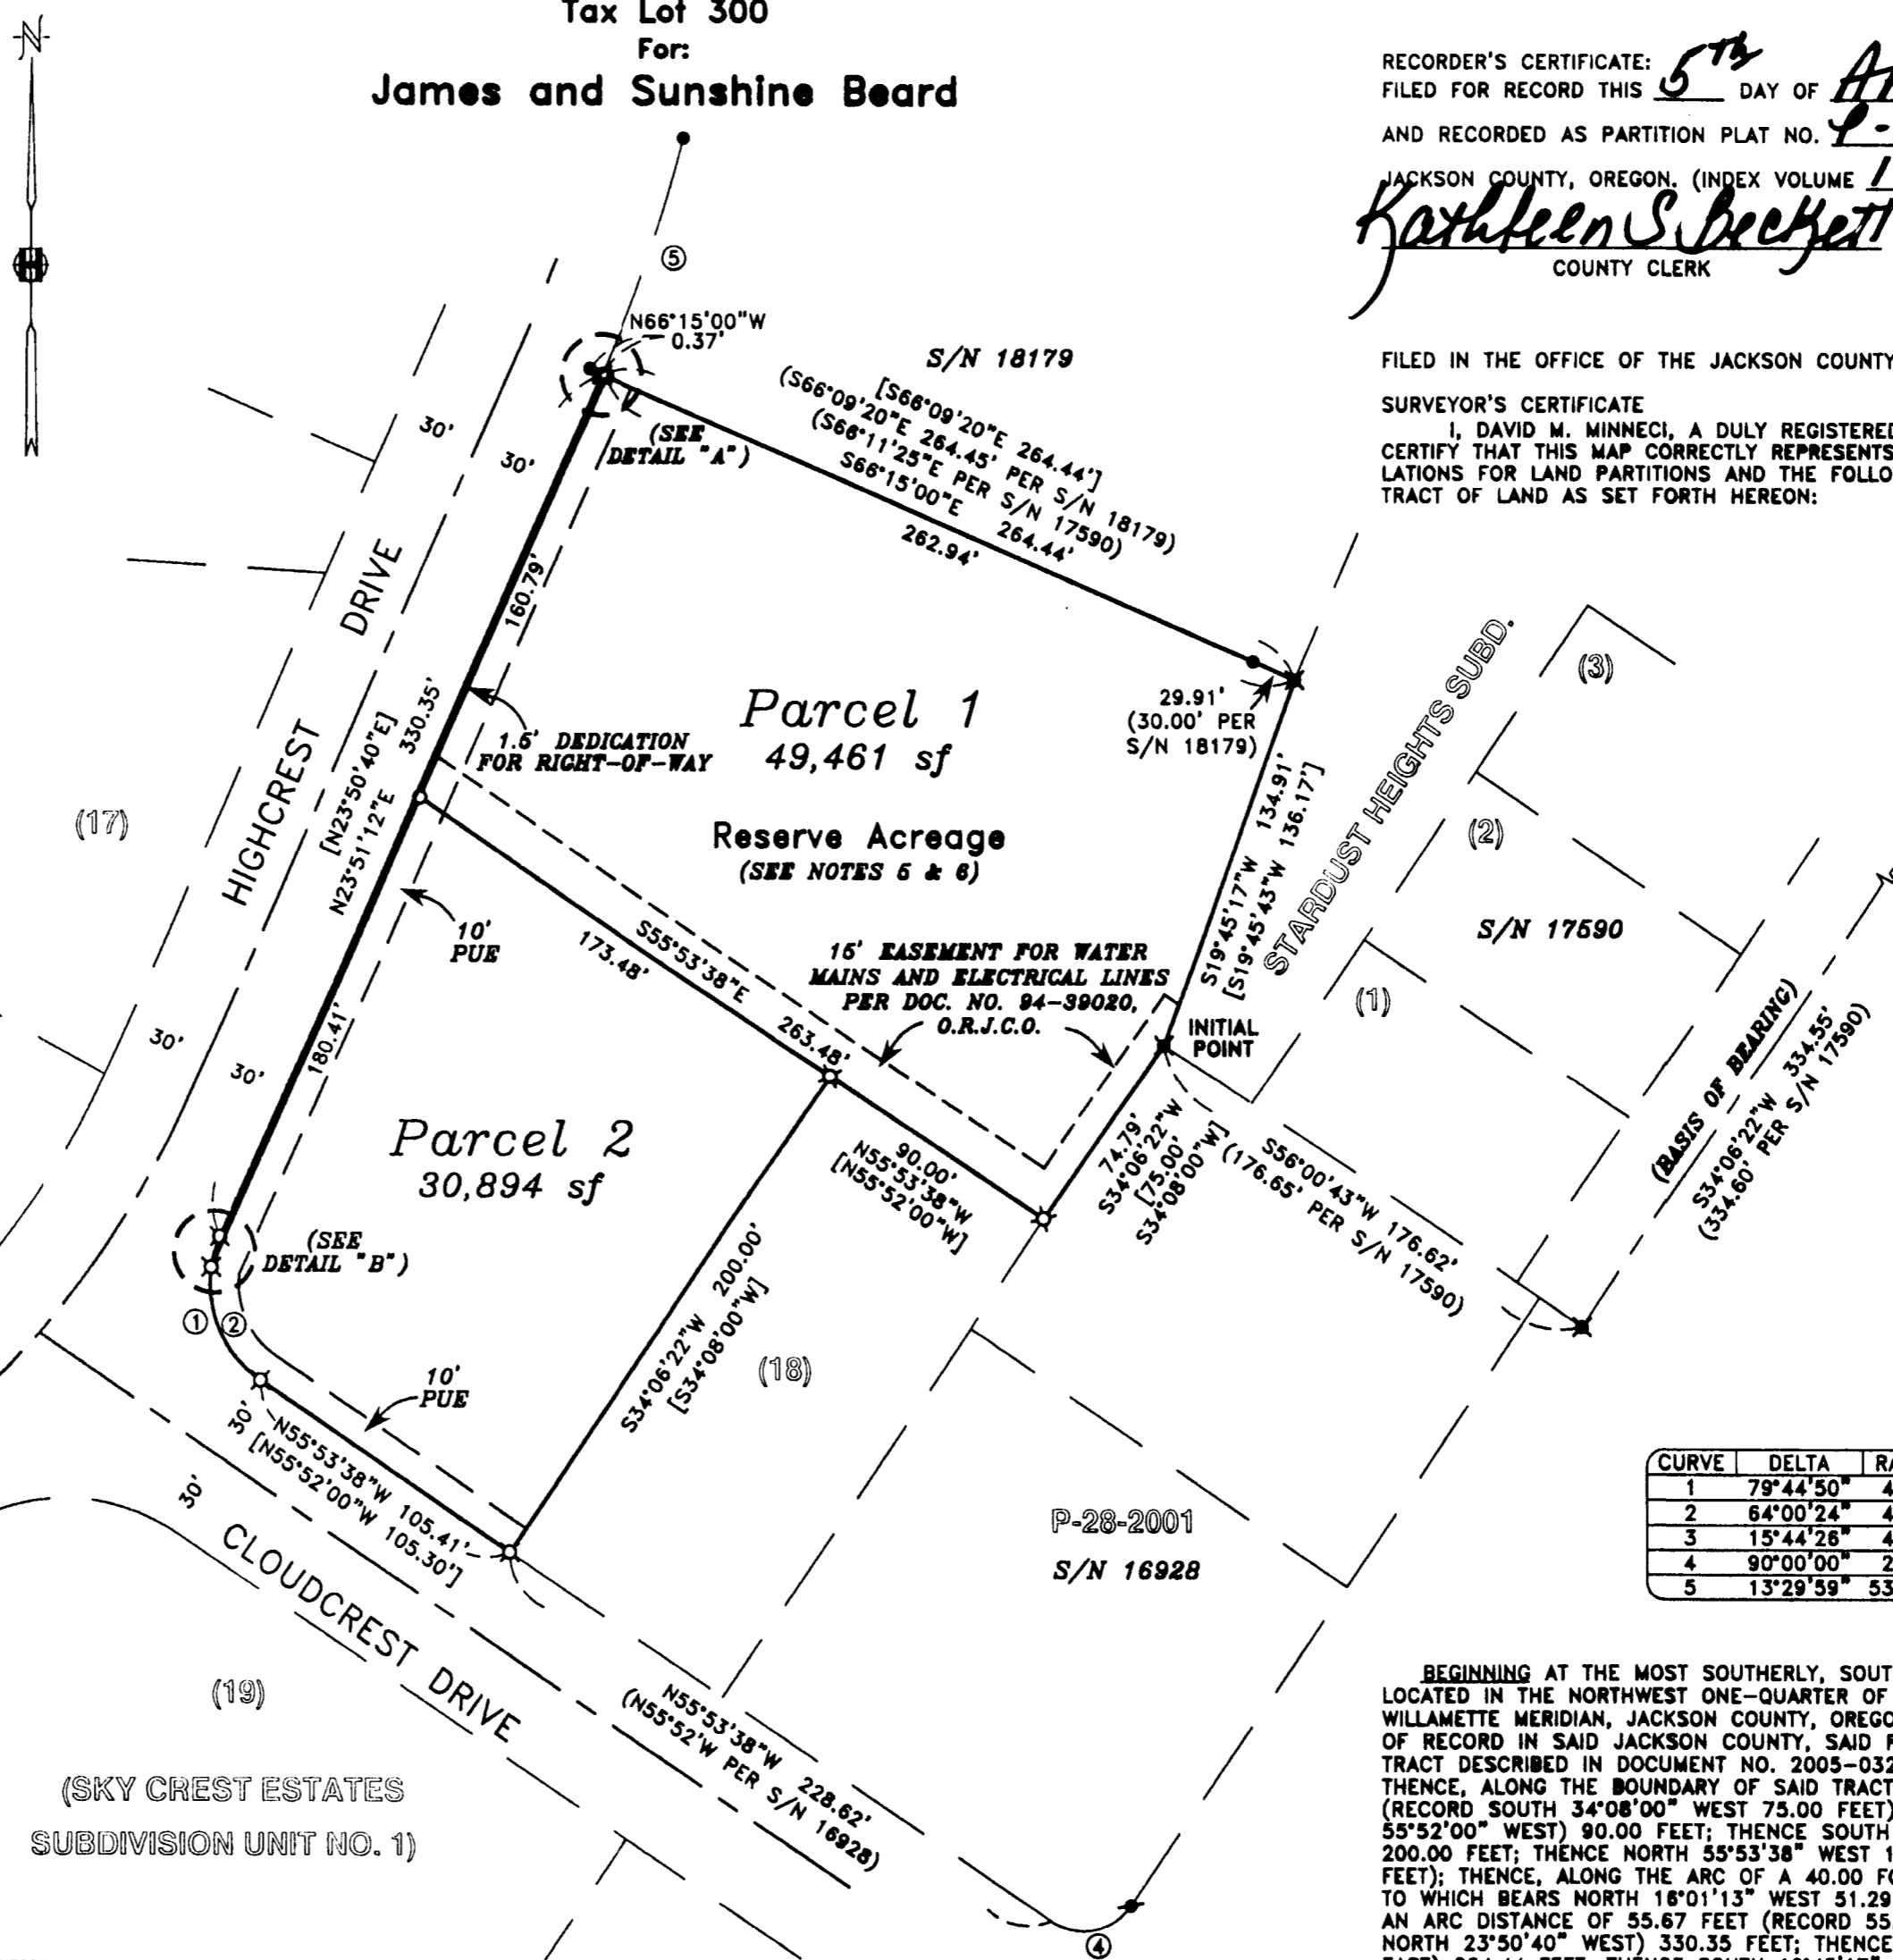 Tax Lot 300
For:
James and Sunshine Beard
N
H
RECORDER'S CERTIFICATE:
FILED FOR RECORD THIS 5th DAY OF
AND RECORDED AS PARTITION PLAT NO. P-
JACKSON COUNTY, OREGON. (INDEX VOLUME 1
Kathleen S. Beckett
COUNTY CLERK
FILED IN THE OFFICE OF THE JACKSON COUNTY
SURVEYOR'S CERTIFICATE
I, DAVID M. MINNECI, A DULY REGISTERED
CERTIFY THAT THIS MAP CORRECTLY REPRESENTS
LATIONS FOR LAND PARTITIONS AND THE FOLLO
TRACT OF LAND AS SET FORTH HEREON:
5
N66°15'00"W
0.37'
S/N 18179
[S66°09'20"E 264.44']
(S66°09'20"E 264.45' PER S/N 18179)
(S66°11'25"E PER S/N 17590)
S66°15'00"E 264.44'
262.94'
(SEE
DETAIL "A")
30'
30'
160.79'
HIGHCREST DRIVE
330.35'
[N23°50'40"E]
N23°51'12"E
Parcel 1
49,461 sf
1.5' DEDICATION
FOR RIGHT-OF-WAY
Reserve Acreage
(SEE NOTES 5 & 6)
29.91'
(30.00' PER
S/N 18179)
S19°45'17"W 134.91'
[S19°45'43"W 136.17']
STARDUST HEIGHTS SUBD.
(3)
(2)
(1)
S/N 17590
(17)
10'
PUE
S55°53'38"E 263.48'
173.48'
15' EASEMENT FOR WATER
MAINS AND ELECTRICAL LINES
PER DOC. NO. 94-39020,
O.R.J.C.O.
INITIAL
POINT
(BASIS OF BEARING)
S34°06'22"W 334.55'
(334.60' PER S/N 17590)
180.41'
30'
30'
Parcel 2
30,894 sf
90.00'
N55°53'38"W
[N55°52'00"W]
74.79'
S34°06'22"W
[75.00'
S34°08'00"W]
S56°00'43"W 176.62'
(176.65' PER S/N 17590)
(SEE
DETAIL "B")
1
2
S34°06'22"W 200.00'
[S34°08'00"W]
(18)
10'
PUE
30'
30'
N55°53'38"W 105.41'
[N55°52'00"W 105.30']
CLOUDCREST DRIVE
P-28-2001
S/N 16928
CURVE DELTA RA
1 79°44'50" 4
2 64°00'24" 4
3 15°44'26" 4
4 90°00'00" 2
5 13°29'59" 53
(19)
(SKY CREST ESTATES
SUBDIVISION UNIT NO. 1)
N55°53'38"W 228.62'
(N55°52'W PER S/N 16928)
4
BEGINNING AT THE MOST SOUTHERLY, SOUT
LOCATED IN THE NORTHWEST ONE-QUARTER OF
WILLAMETTE MERIDIAN, JACKSON COUNTY, OREGO
OF RECORD IN SAID JACKSON COUNTY, SAID P
TRACT DESCRIBED IN DOCUMENT NO. 2005-032
THENCE, ALONG THE BOUNDARY OF SAID TRACT
(RECORD SOUTH 34°08'00" WEST 75.00 FEET)
55°52'00" WEST) 90.00 FEET; THENCE SOUTH
200.00 FEET; THENCE NORTH 55°53'38" WEST 1
FEET); THENCE, ALONG THE ARC OF A 40.00 FO
TO WHICH BEARS NORTH 16°01'13" WEST 51.29
AN ARC DISTANCE OF 55.67 FEET (RECORD 55.
NORTH 23°50'40" WEST) 330.35 FEET; THENCE